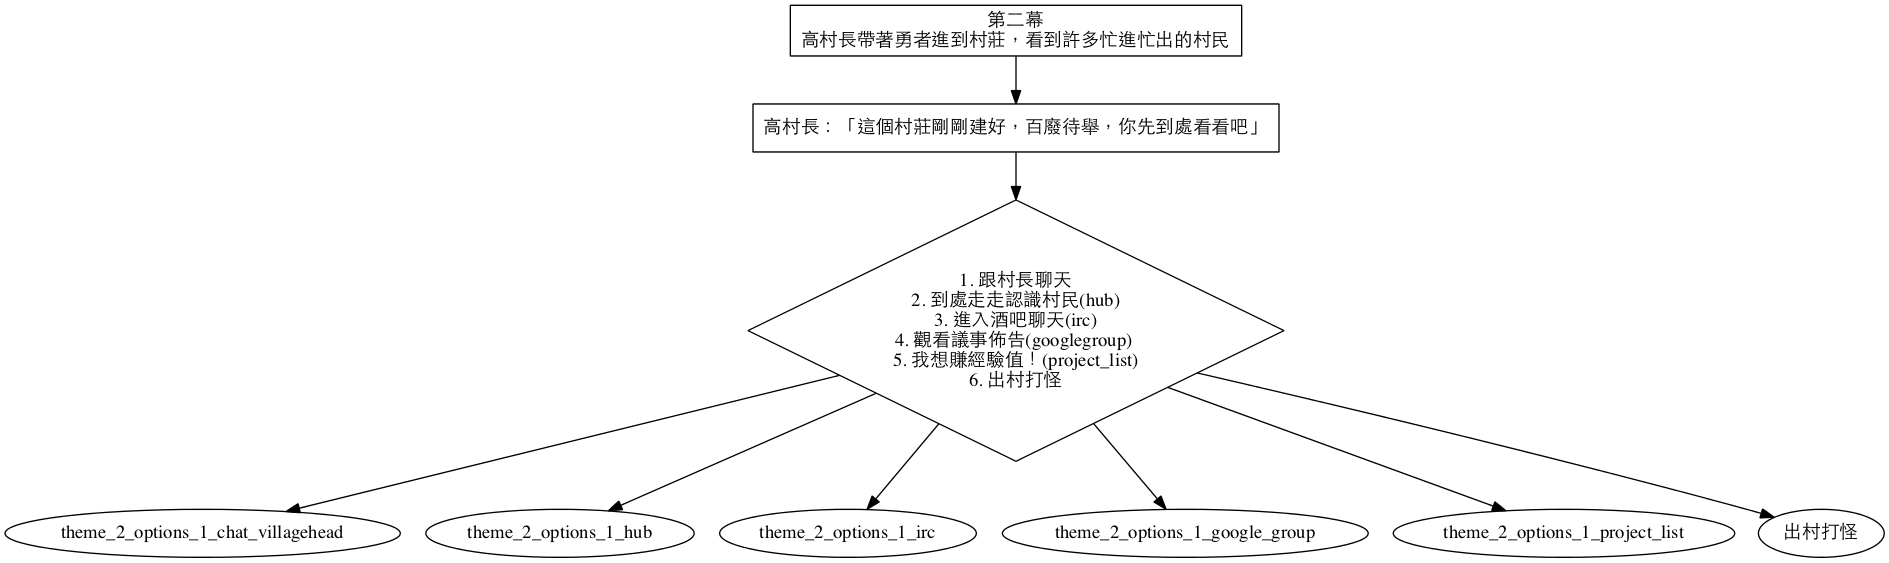 第二幕
高村長帶著勇者進到村莊，看到許多忙進忙出的村民
高村長：「這個村莊剛剛建好，百廢待舉，你先到處看看吧」
1. 跟村長聊天
2. 到處走走認識村民(hub)
3. 進入酒吧聊天(irc)
4. 觀看議事佈告(googlegroup)
5. 我想賺經驗值！(project_list)
6. 出村打怪
theme_2_options_1_chat_villagehead
theme_2_options_1_hub
theme_2_options_1_irc
theme_2_options_1_google_group
theme_2_options_1_project_list
出村打怪